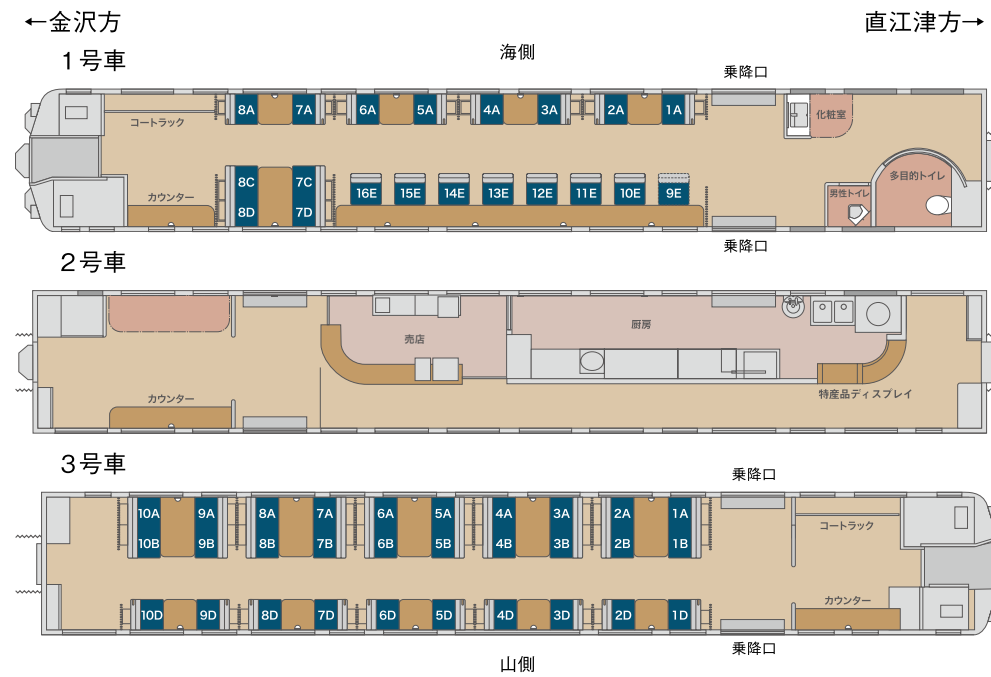 ←金沢方
直江津方→
海側
1号車
乗降口
8A 7A 6A 5A 4A 3A 2A 1A
化粧室
コートラック
多目的トイレ
カウンター
8C 7C
16E 15E 14E 13E 12E 11E 10E 9E
男性トイレ
8D 7D
乗降口
2号車
売店
厨房
カウンター
特産品ディスプレイ
3号車
乗降口
10A 9A 8A 7A 6A 5A 4A 3A 2A 1A
コートラック
10B 9B 8B 7B 6B 5B 4B 3B 2B 1B
カウンター
10D 9D 8D 7D 6D 5D 4D 3D 2D 1D
乗降口
山側